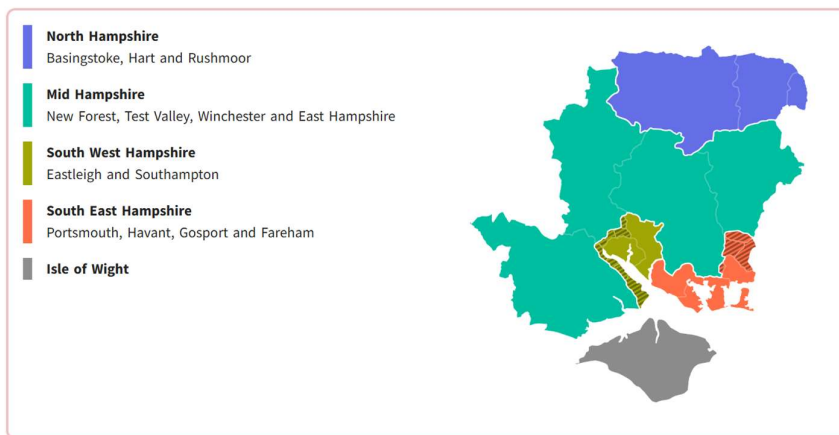 North Hampshire
Basingstoke, Hart and Rushmoor
Mid Hampshire
New Forest, Test Valley, Winchester and East Hampshire
South West Hampshire
Eastleigh and Southampton
South East Hampshire
Portsmouth, Havant, Gosport and Fareham
Isle of Wight